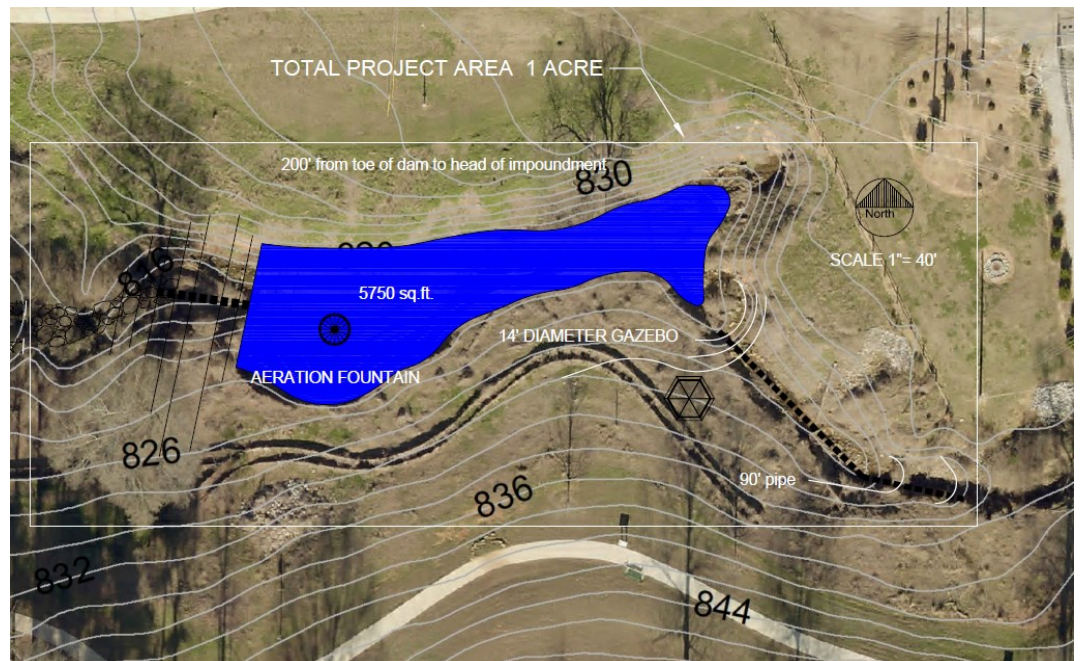 TOTAL PROJECT AREA 1 ACRE
200' from toe of dam to head of impoundment
830
North
SCALE 1"= 40'
816
5750 sq.ft.
14' DIAMETER GAZEBO
AERATION FOUNTAIN
826
90' pipe
836
832
844